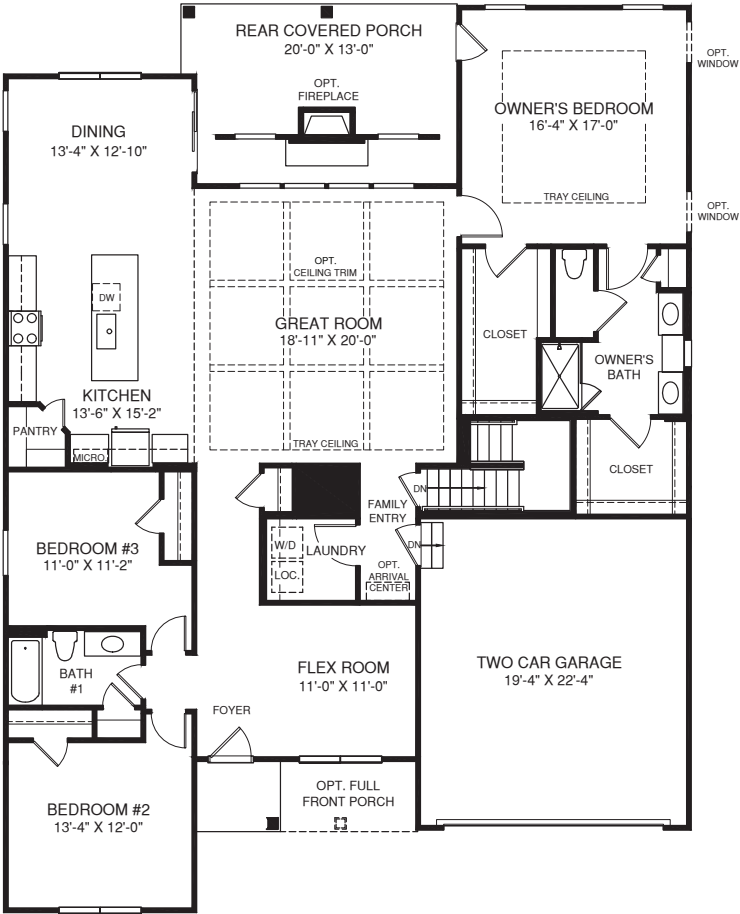 REAR COVERED PORCH
20'-0" X 13'-0"
OPT.
FIREPLACE
OPT.
WINDOW
OWNER'S BEDROOM
16'-4" X 17'-0"
TRAY CEILING
OPT.
WINDOW
DINING
13'-4" X 12'-10"
OPT.
CEILING TRIM
DW
GREAT ROOM
18'-11" X 20'-0"
CLOSET
OWNER'S
BATH
KITCHEN
13'-6" X 15'-2"
PANTRY
MICRO.
TRAY CEILING
CLOSET
DN
FAMILY
ENTRY
BEDROOM #3
11'-0" X 11'-2"
W/D
LAUNDRY
DN
LOC.
OPT.
ARRIVAL
CENTER
BATH
#1
FLEX ROOM
11'-0" X 11'-0"
TWO CAR GARAGE
19'-4" X 22'-4"
FOYER
OPT. FULL
FRONT PORCH
BEDROOM #2
13'-4" X 12'-0"